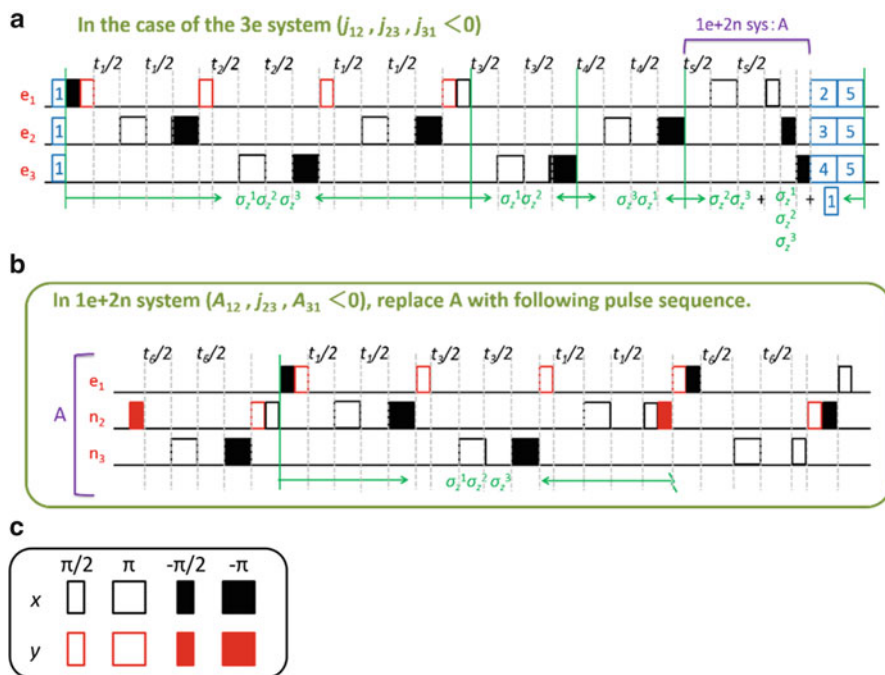 a
In the case of the 3e system (j12 , j23 , j31 <0)
1e+2n sys: A
t1/2 t1/2 t2/2 t2/2 t1/2 t1/2 t3/2 t3/2 t4/2 t4/2 t5/2 t5/2
e1 1 2 5
e2 1 3 5
e3 1 4 5
σz1σz2 σz3 σz1σz2 σz3σz1 σz2σz3 + σz1 + 1
σz2
σz3
b
In 1e+2n system (A12 , j23 , A31 <0), replace A with following pulse sequence.
t6/2 t6/2 t1/2 t1/2 t3/2 t3/2 t1/2 t1/2 t6/2 t6/2
e1
A n2
n3
σz1σz2 σz3
c
π/2 π -π/2 -π
x
y